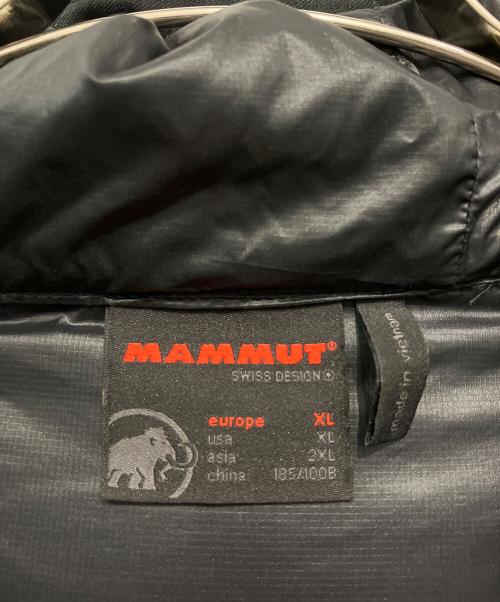 MAMMUT®
SWISS DESIGN
europe XL
usa XL
asia 2XL
china 185/100B
made in vietnam